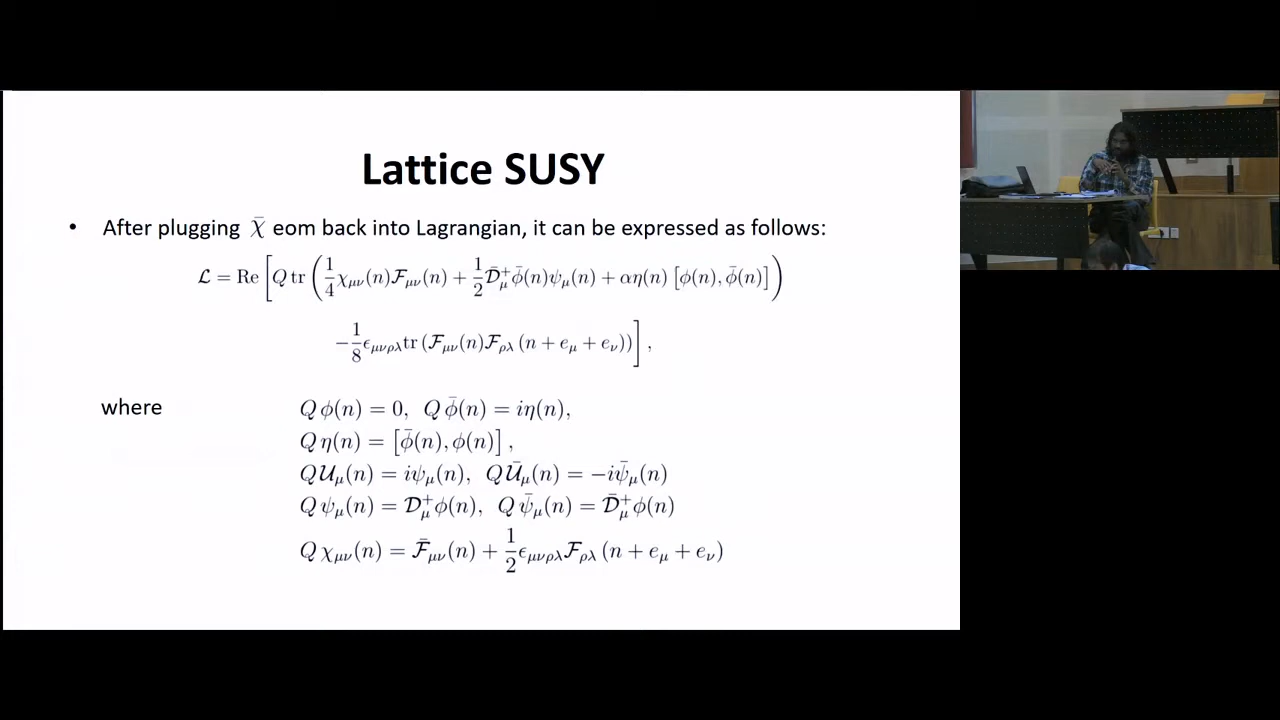 Lattice SUSY
• After plugging χ̄ eom back into Lagrangian, it can be expressed as follows:
ℒ = Re [ Q tr ( 1/4 χ_μν(n)ℱ_μν(n) + 1/2 𝒟̄⁺_μ φ̄(n)ψ_μ(n) + αη(n) [φ(n), φ̄(n)] )
−1/8 ε_μνρλ tr (ℱ_μν(n)ℱ_ρλ (n + e_μ + e_ν)) ] ,
where
Q φ(n) = 0, Q φ̄(n) = iη(n),
Q η(n) = [φ̄(n), φ(n)] ,
Q 𝒰_μ(n) = iψ_μ(n), Q 𝒰̄_μ(n) = −iψ̄_μ(n)
Q ψ_μ(n) = 𝒟⁺_μ φ(n), Q ψ̄_μ(n) = 𝒟̄⁺_μ φ(n)
Q χ_μν(n) = ℱ̄_μν(n) + 1/2 ε_μνρλ ℱ_ρλ (n + e_μ + e_ν)